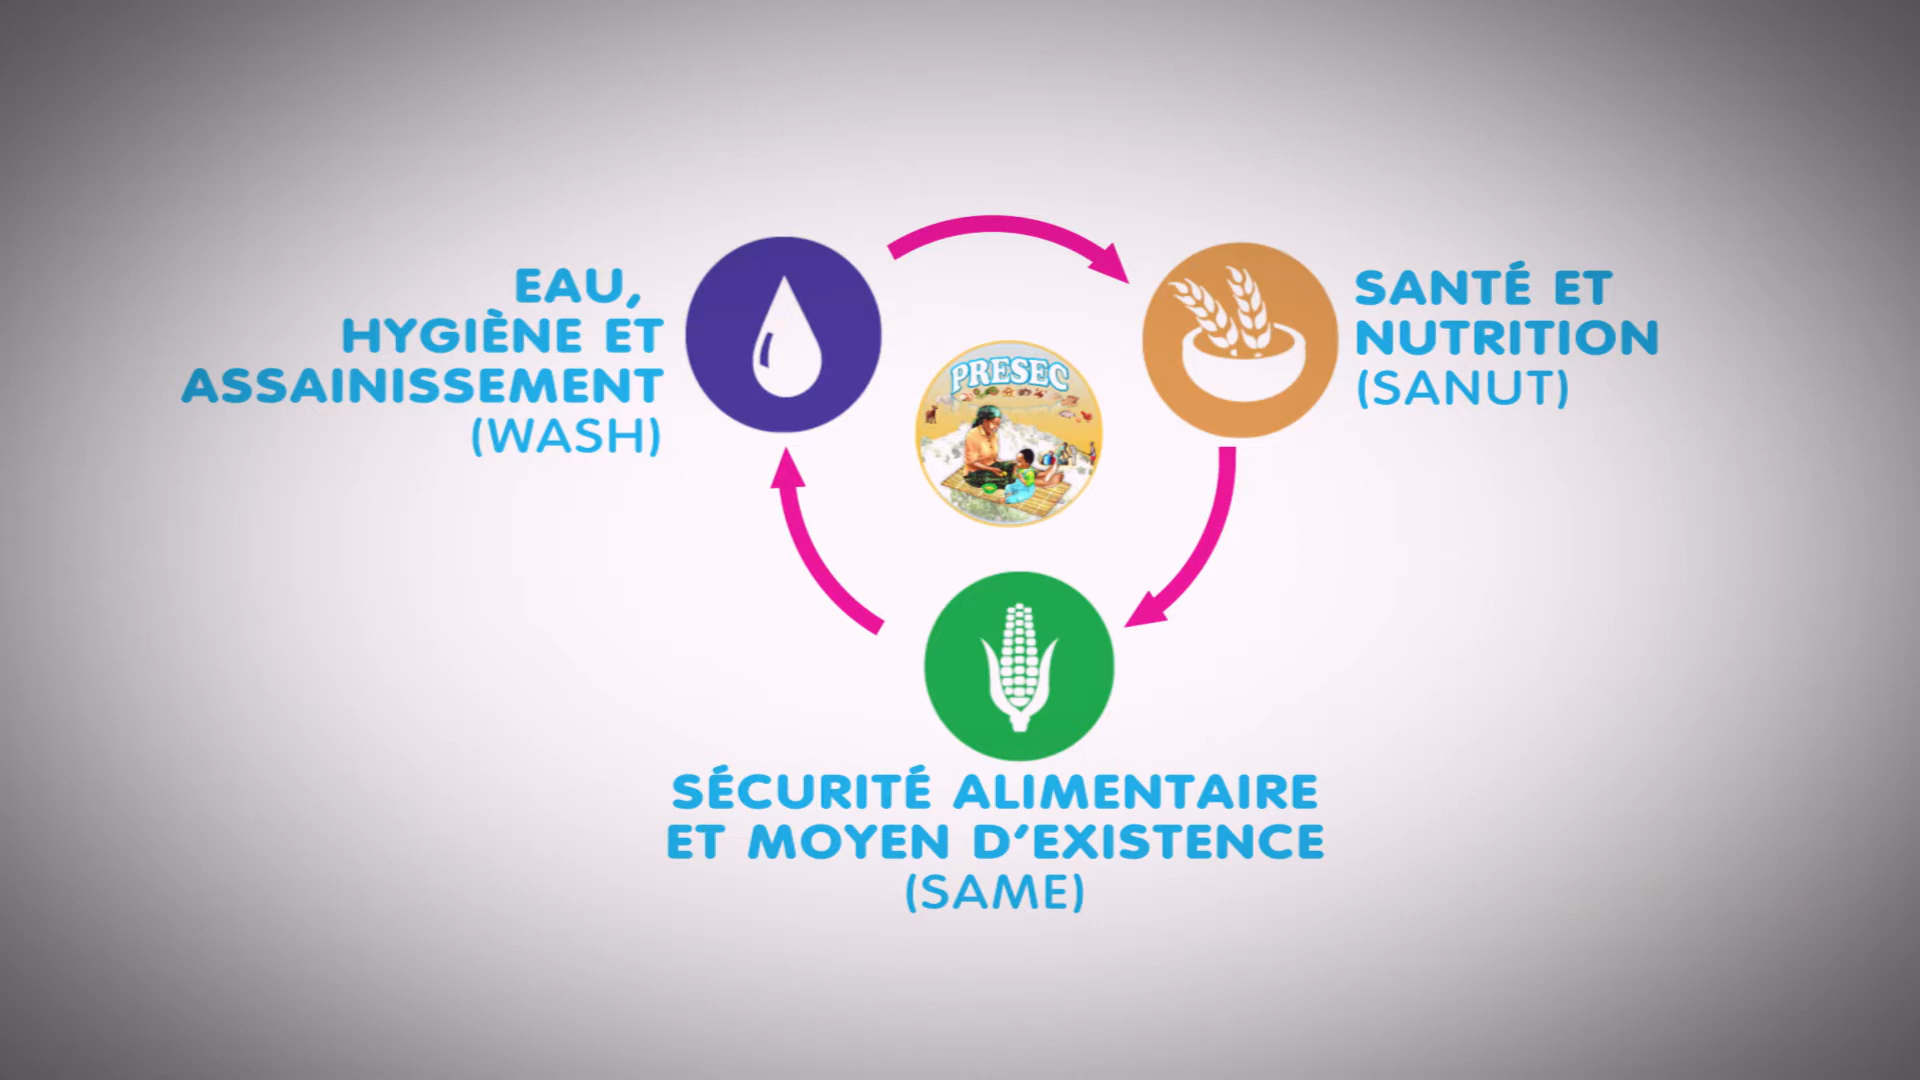 EAU,
HYGIÈNE ET
ASSAINISSEMENT
(WASH)
SANTÉ ET
NUTRITION
(SANUT)
PRESEC
SÉCURITÉ ALIMENTAIRE
ET MOYEN D'EXISTENCE
(SAME)